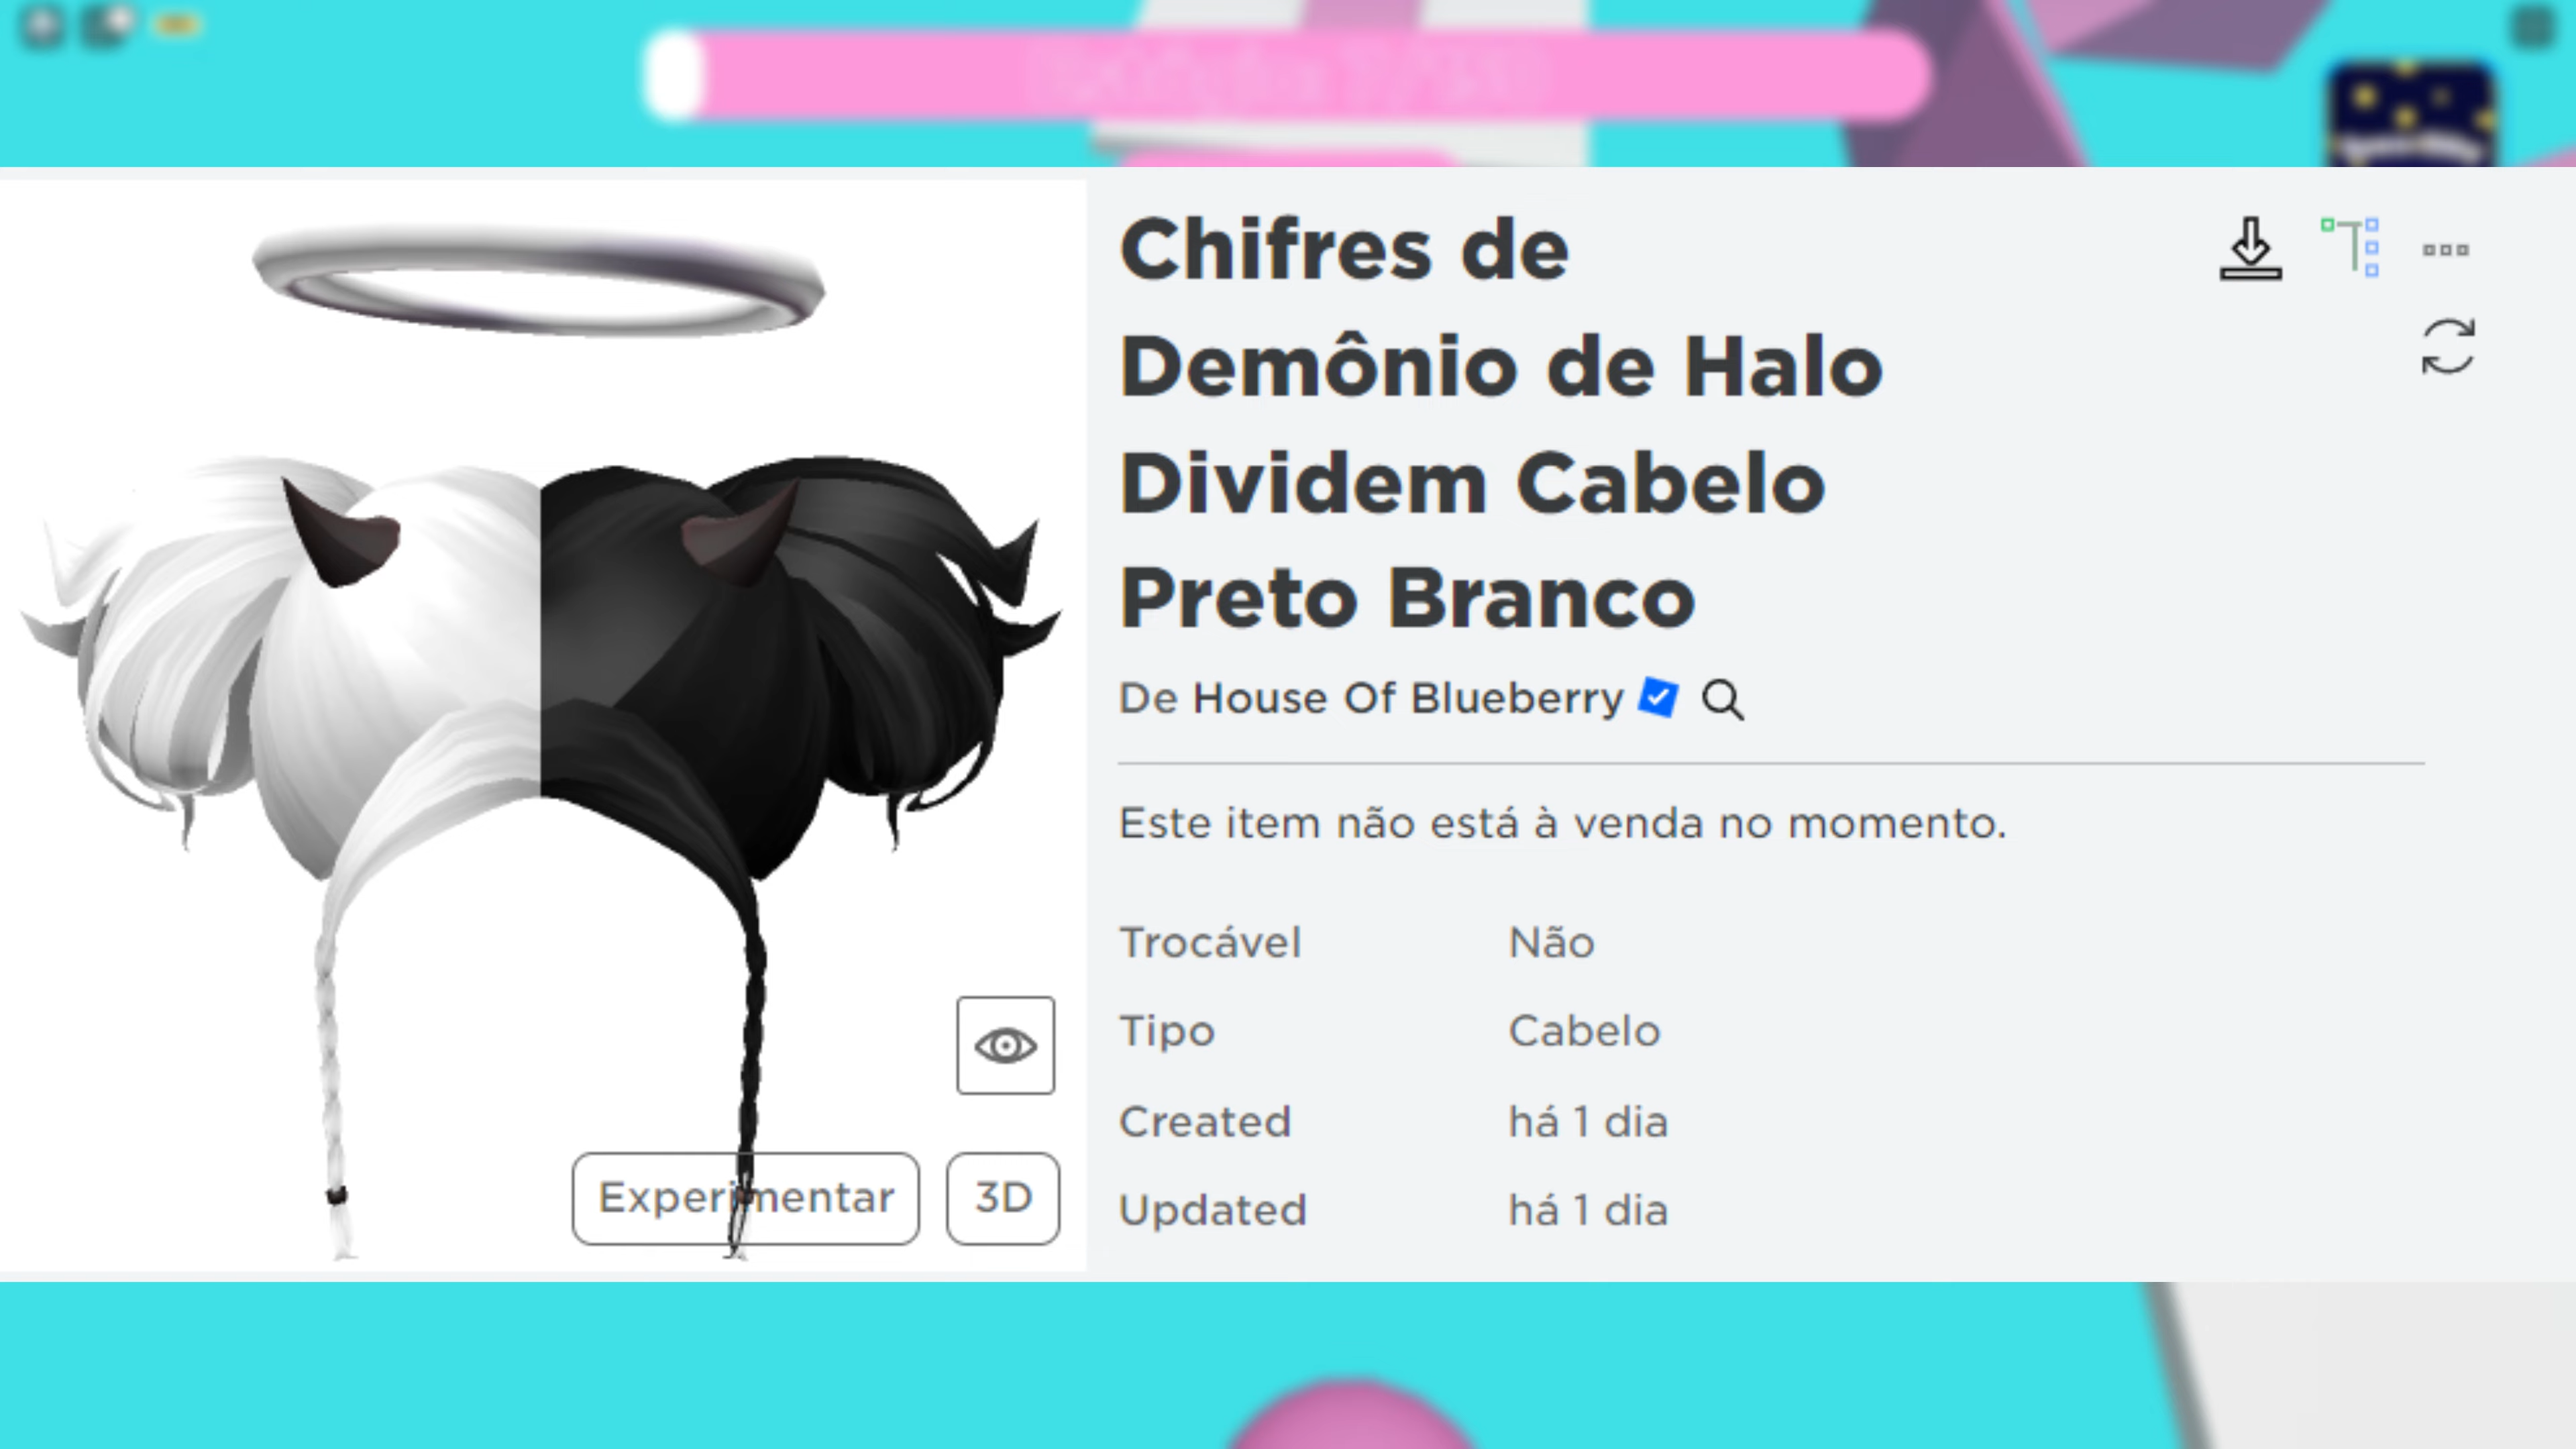 Chifres de
Demônio de Halo
Dividem Cabelo
Preto Branco
De House Of Blueberry
Este item não está à venda no momento.
Trocável Não
Tipo Cabelo
Created há 1 dia
Updated há 1 dia
Experimentar 3D